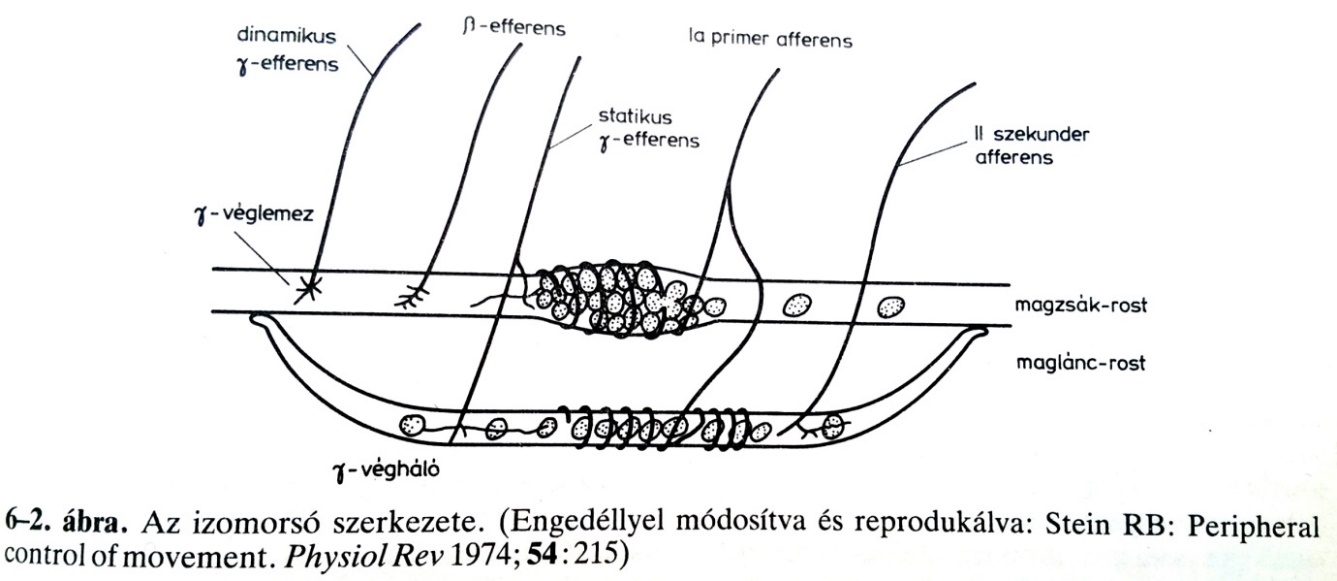 dinamikus
γ-efferens
β-efferens
Ia primer afferens
statikus
γ-efferens
II szekunder
afferens
γ-véglemez
magzsák-rost
maglánc-rost
γ-végháló
6–2. ábra. Az izomorsó szerkezete. (Engedéllyel módosítva és reprodukálva: Stein RB: Peripheral
control of movement. Physiol Rev 1974; 54:215)